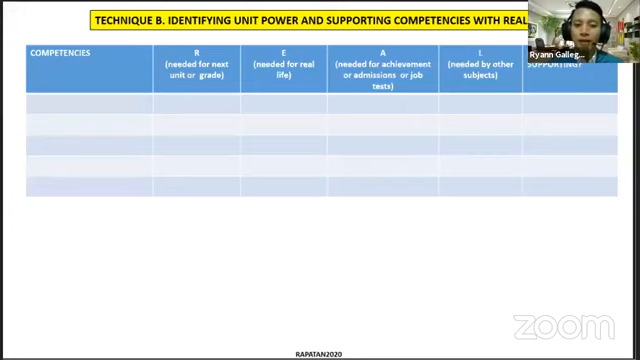 TECHNIQUE B. IDENTIFYING UNIT POWER AND SUPPORTING COMPETENCIES WITH REAL
Ryann Galleg...
COMPETENCIES
R
(needed for next
unit or grade)
E
(needed for real
life)
A
(needed for achievement
or admissions or job
tests)
L
(needed by other
subjects)
SUPPORTING?
zoom
RAPATAN2020